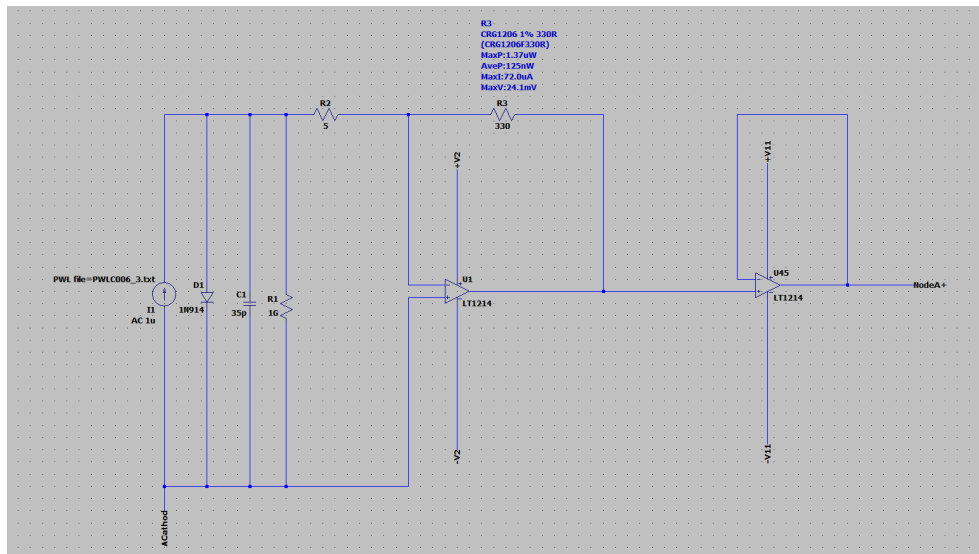 R3
CRG1206 1% 330R
(CRG1206F330R)
MaxP:1.37uW
AveP:125nW
MaxI:72.0uA
MaxV:24.1mV
R2
5
R3
330
+V2
+V11
PWL file=PWLC006_3.txt
I1
AC 1u
D1
1N914
C1
35p
R1
1G
U1
LT1214
U45
LT1214
NodeA+
-V2
-V11
ACathod